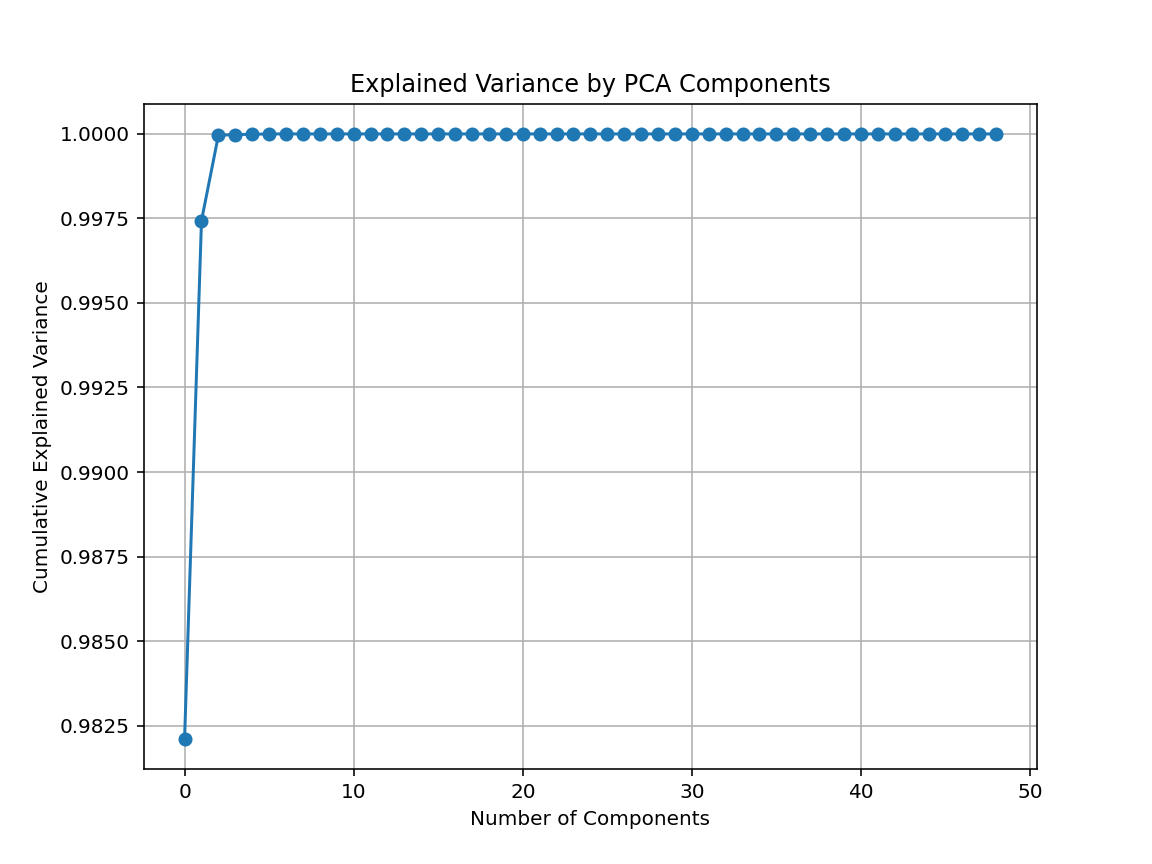 Explained Variance by PCA Components
1.0000
0.9975
0.9950
0.9925
0.9900
0.9875
0.9850
0.9825
Cumulative Explained Variance
0 10 20 30 40 50
Number of Components